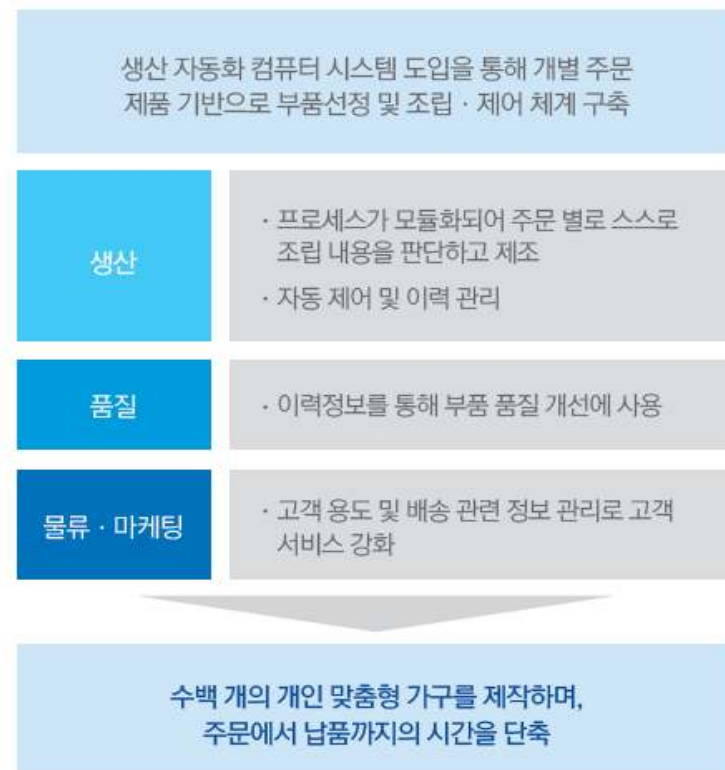 생산 자동화 컴퓨터 시스템 도입을 통해 개별 주문
제품 기반으로 부품선정 및 조립 · 제어 체계 구축
생산
· 프로세스가 모듈화되어 주문 별로 스스로
조립 내용을 판단하고 제조
· 자동 제어 및 이력 관리
품질
· 이력정보를 통해 부품 품질 개선에 사용
물류 · 마케팅
· 고객 용도 및 배송 관련 정보 관리로 고객
서비스 강화
수백 개의 개인 맞춤형 가구를 제작하며,
주문에서 납품까지의 시간을 단축